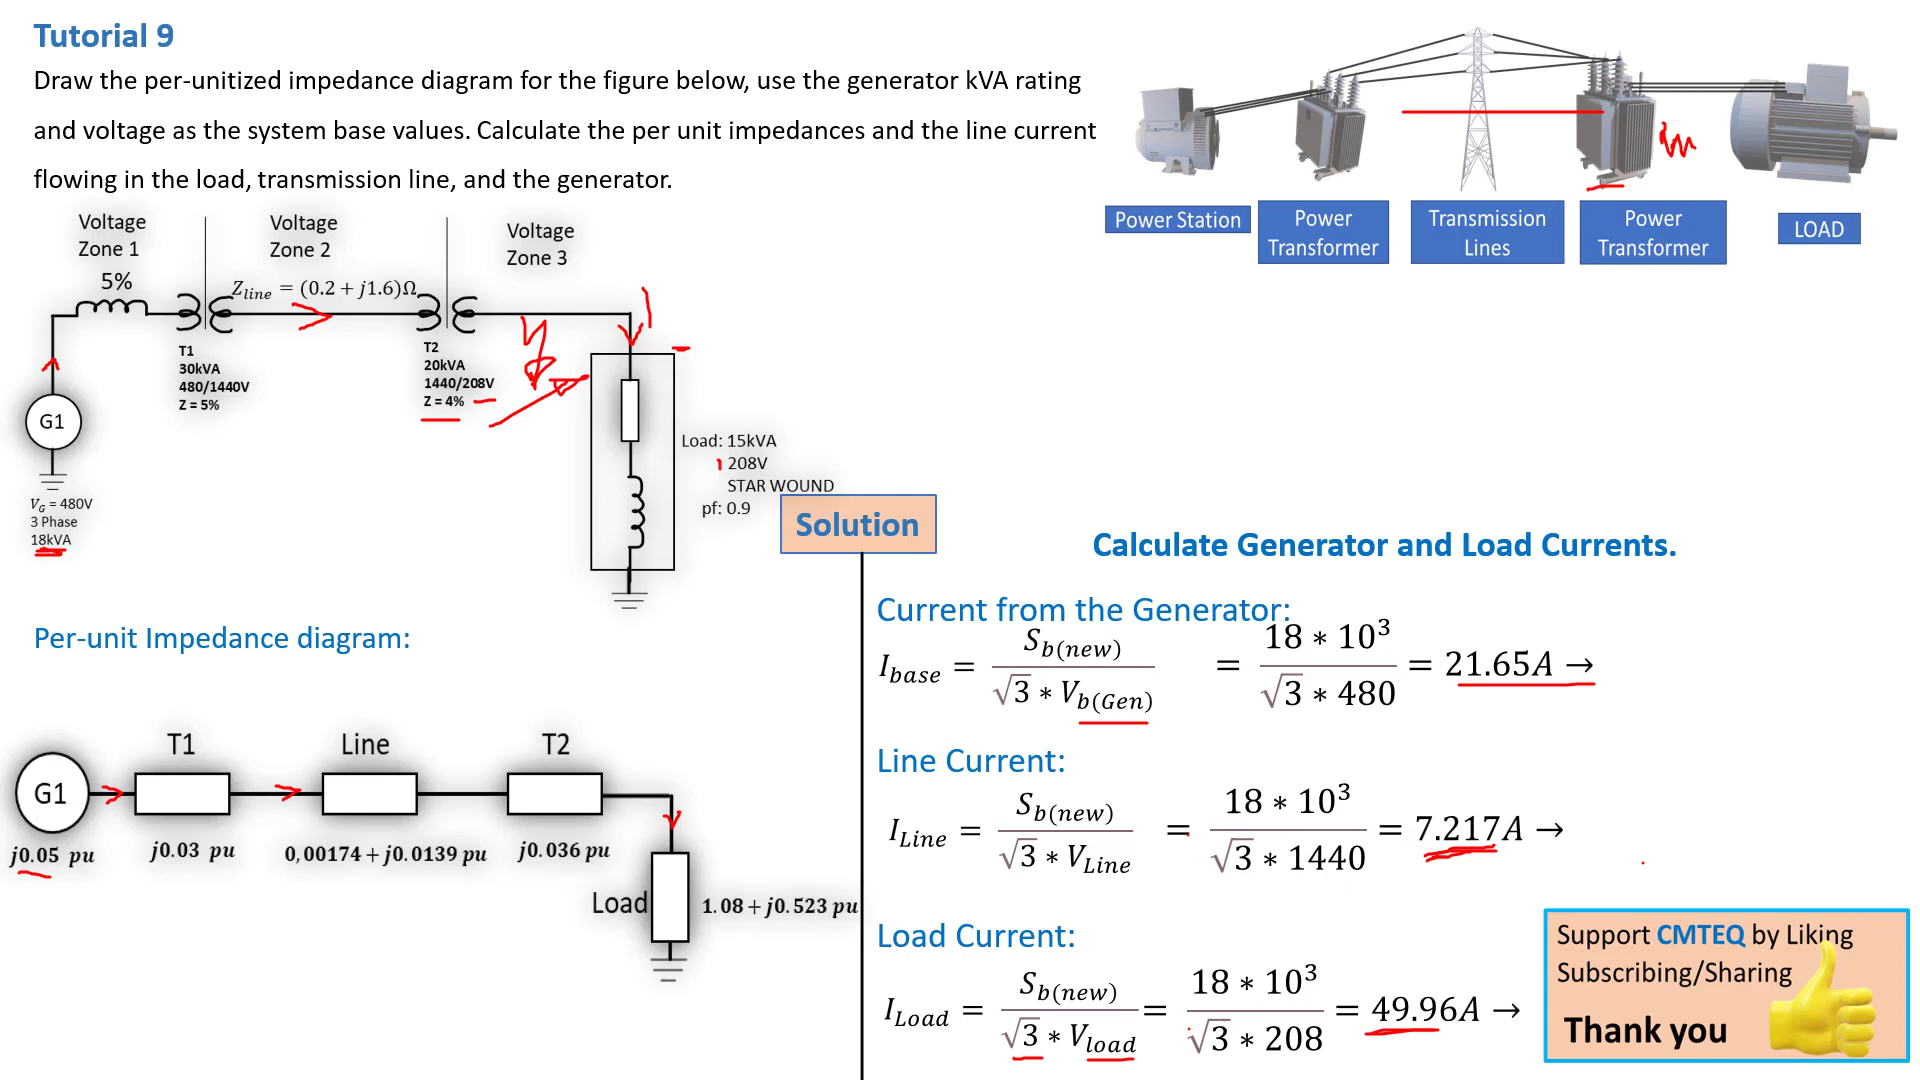 Tutorial 9
Draw the per-unitized impedance diagram for the figure below, use the generator kVA rating
and voltage as the system base values. Calculate the per unit impedances and the line current
flowing in the load, transmission line, and the generator.
Power Station
Power
Transformer
Transmission
Lines
Power
Transformer
LOAD
Voltage
Zone 1
Voltage
Zone 2
Voltage
Zone 3
5%
Z_line = (0.2 + j1.6)Ω
T1
30kVA
480/1440V
Z = 5%
T2
20kVA
1440/208V
Z = 4%
G1
V_G = 480V
3 Phase
18kVA
Load: 15kVA
208V
STAR WOUND
pf: 0.9
Solution
Per-unit Impedance diagram:
G1
T1
Line
T2
Load
j0.05 pu
j0.03 pu
0,00174 + j0.0139 pu
j0.036 pu
1.08 + j0.523 pu
Calculate Generator and Load Currents.
Current from the Generator:
I_base = S_b(new) / (√3 ∗ V_b(Gen)) = 18 ∗ 10³ / (√3 ∗ 480) = 21.65A →
Line Current:
I_Line = S_b(new) / (√3 ∗ V_Line) = 18 ∗ 10³ / (√3 ∗ 1440) = 7.217A →
Load Current:
I_Load = S_b(new) / (√3 ∗ V_load) = 18 ∗ 10³ / (√3 ∗ 208) = 49.96A →
Support CMTEQ by Liking
Subscribing/Sharing
Thank you